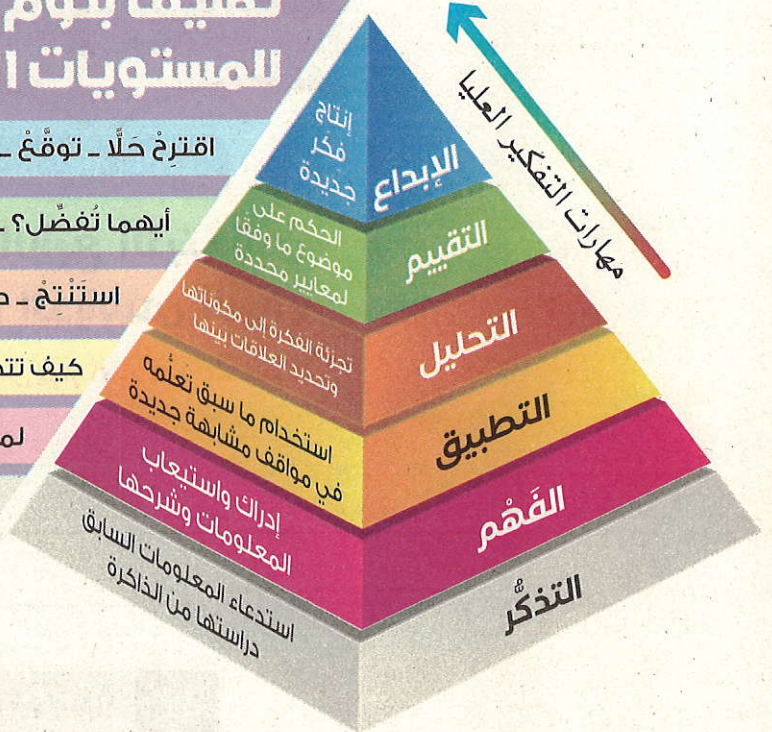 تصنيف بلوم
للمستويات
اقترِحْ حَلًّا ـ توقَّعْ ـ
أيهما تُفضِّل؟ ـ
استَنْتِجْ ـ
كيف
مهارات التفكير العليا
الإبداع
إنتاج
فكر
جديدة
التقييم
الحكم على
موضوع ما وفقًا
لمعايير محددة
التحليل
تجزئة الفكرة إلى مكوناتها
وتحديد العلاقات بينها
التطبيق
استخدام ما سبق تعلُّمه
في مواقف مشابهة جديدة
الفَهْم
إدراك واستيعاب
المعلومات وشرحها
التذكُّر
استدعاء المعلومات السابق
دراستها من الذاكرة